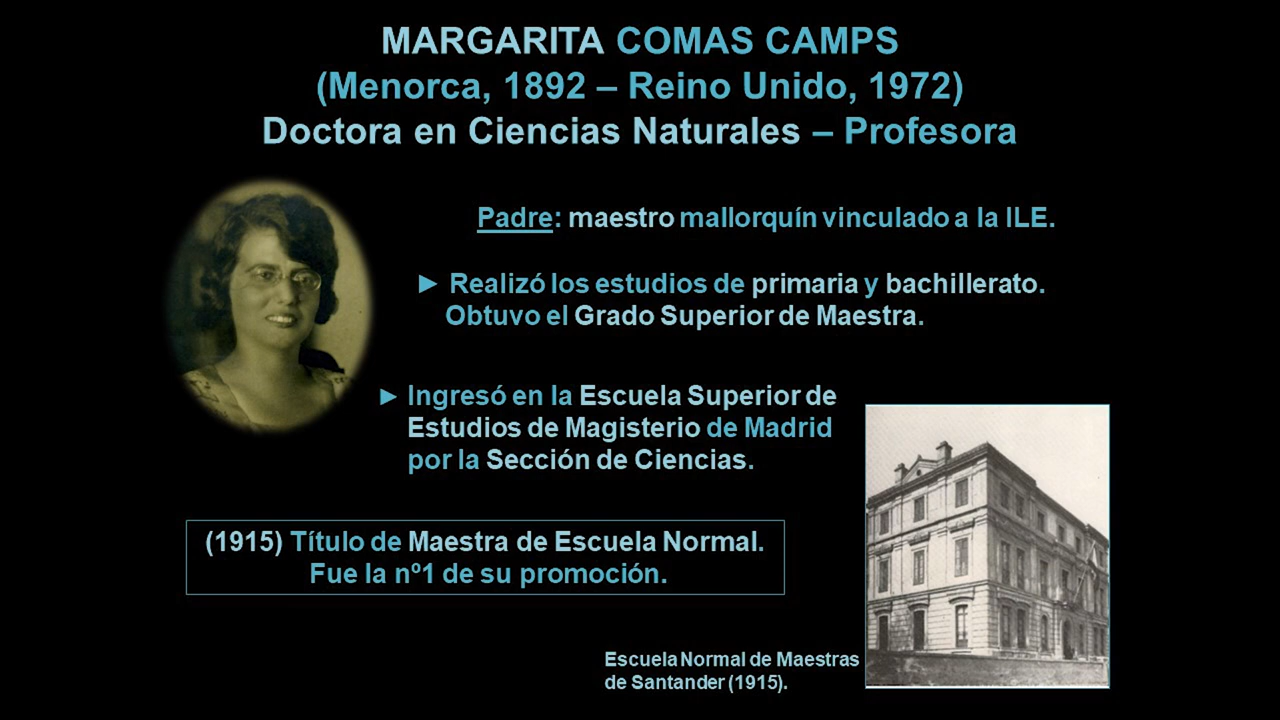 MARGARITA COMAS CAMPS
(Menorca, 1892 – Reino Unido, 1972)
Doctora en Ciencias Naturales – Profesora
Padre: maestro mallorquín vinculado a la ILE.
► Realizó los estudios de primaria y bachillerato.
Obtuvo el Grado Superior de Maestra.
► Ingresó en la Escuela Superior de
Estudios de Magisterio de Madrid
por la Sección de Ciencias.
(1915) Título de Maestra de Escuela Normal.
Fue la nº1 de su promoción.
Escuela Normal de Maestras
de Santander (1915).